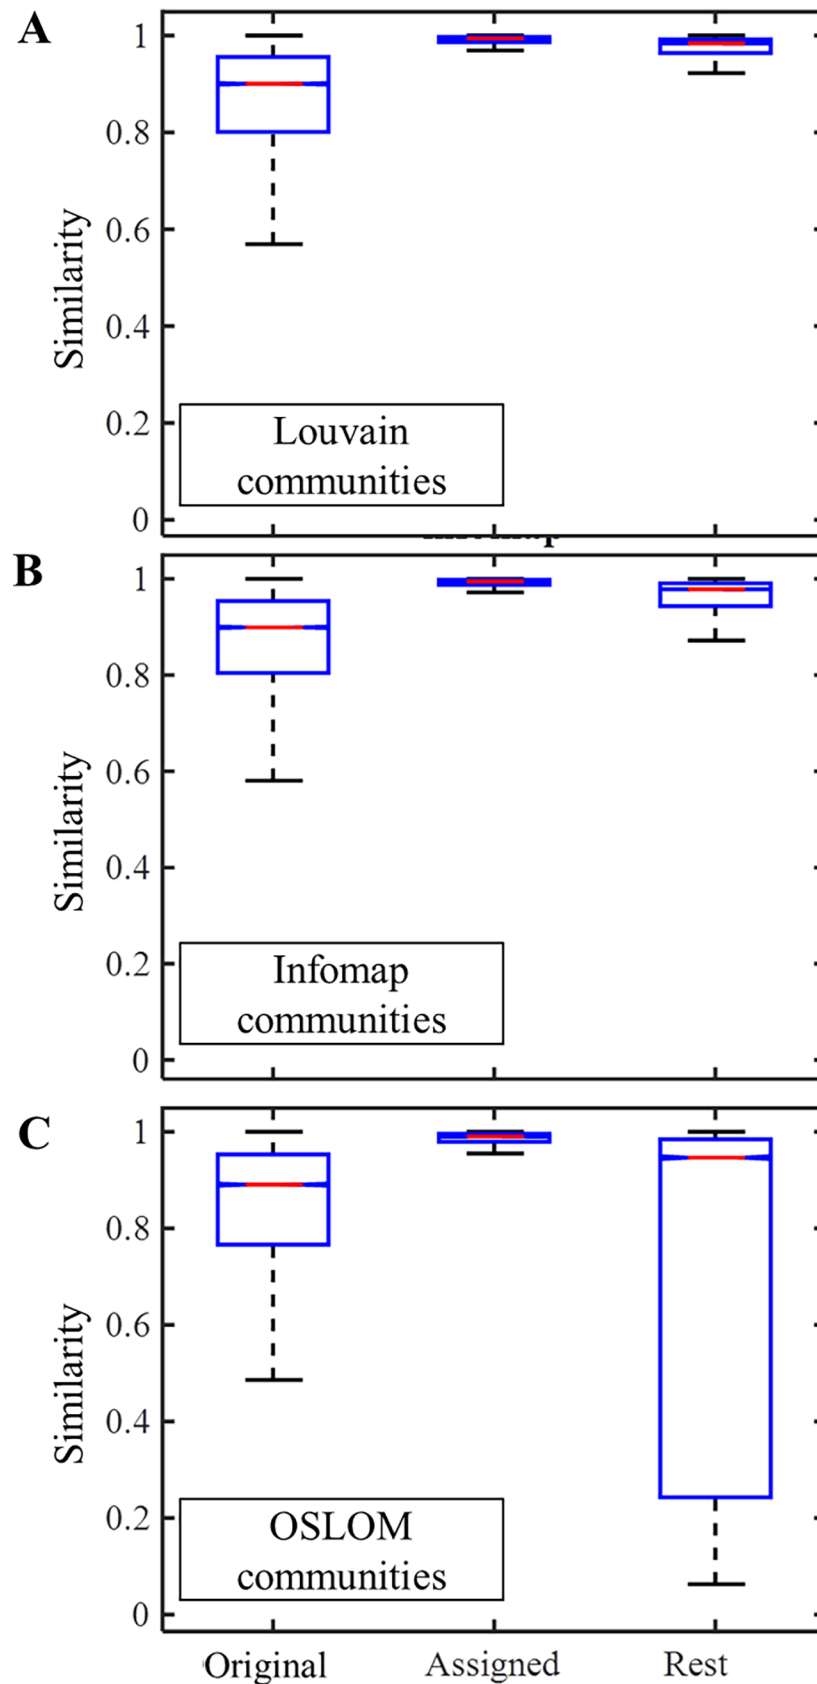 A
1
0.8
0.6
0.4
0.2
0
Similarity
Louvain
communities
B
1
0.8
0.6
0.4
0.2
0
Similarity
Infomap
communities
C
1
0.8
0.6
0.4
0.2
0
Similarity
OSLOM
communities
Original Assigned Rest